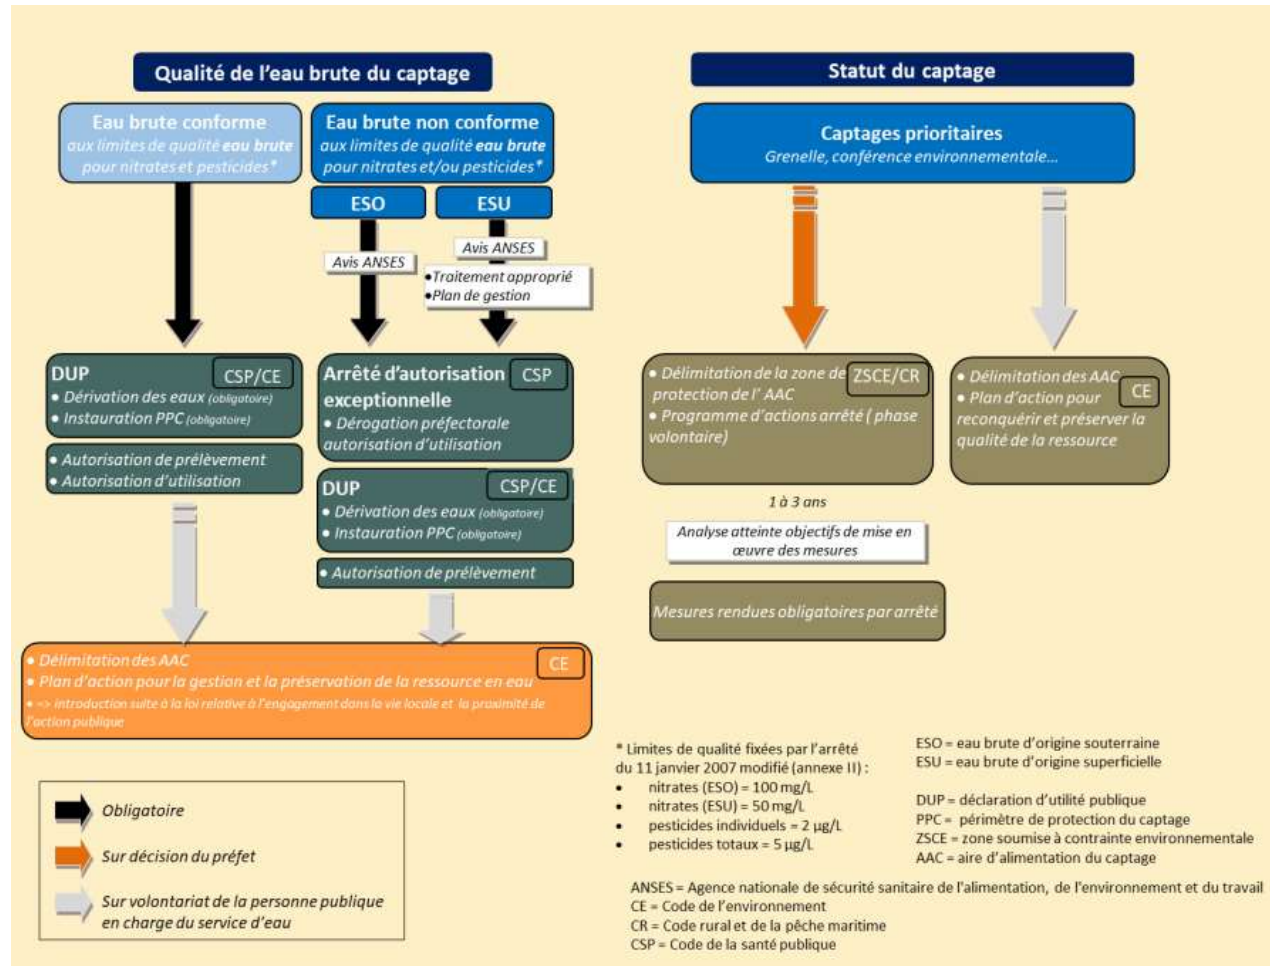 Qualité de l'eau brute du captage
Eau brute conforme
aux limites de qualité eau brute
pour nitrates et pesticides*
Eau brute non conforme
aux limites de qualité eau brute
pour nitrates et/ou pesticides*
ESO
ESU
Avis ANSES
Avis ANSES
•Traitement approprié
•Plan de gestion
DUP
CSP/CE
• Dérivation des eaux (obligatoire)
• Instauration PPC (obligatoire)
• Autorisation de prélèvement
• Autorisation d'utilisation
Arrêté d'autorisation
exceptionnelle
CSP
• Dérogation préfectorale
autorisation d'utilisation
DUP
CSP/CE
• Dérivation des eaux (obligatoire)
• Instauration PPC (obligatoire)
• Autorisation de prélèvement
• Délimitation des AAC
• Plan d'action pour la gestion et la préservation de la ressource en eau
• => introduction suite à la loi relative à l'engagement dans la vie locale et la proximité de
l'action publique
CE
Obligatoire
Sur décision du préfet
Sur volontariat de la personne publique
en charge du service d'eau
Statut du captage
Captages prioritaires
Grenelle, conférence environnementale...
• Délimitation de la zone de
protection de l' AAC
• Programme d'actions arrêté ( phase
volontaire)
ZSCE/CR
• Délimitation des AAC
• Plan d'action pour
reconquérir et préserver la
qualité de la ressource
CE
1 à 3 ans
Analyse atteinte objectifs de mise en
œuvre des mesures
Mesures rendues obligatoires par arrêté
* Limites de qualité fixées par l'arrêté
du 11 janvier 2007 modifié (annexe II) :
• nitrates (ESO) = 100 mg/L
• nitrates (ESU) = 50 mg/L
• pesticides individuels = 2 µg/L
• pesticides totaux = 5 µg/L
ESO = eau brute d'origine souterraine
ESU = eau brute d'origine superficielle
DUP = déclaration d'utilité publique
PPC = périmètre de protection du captage
ZSCE = zone soumise à contrainte environnementale
AAC = aire d'alimentation du captage
ANSES = Agence nationale de sécurité sanitaire de l'alimentation, de l'environnement et du travail
CE = Code de l'environnement
CR = Code rural et de la pêche maritime
CSP = Code de la santé publique